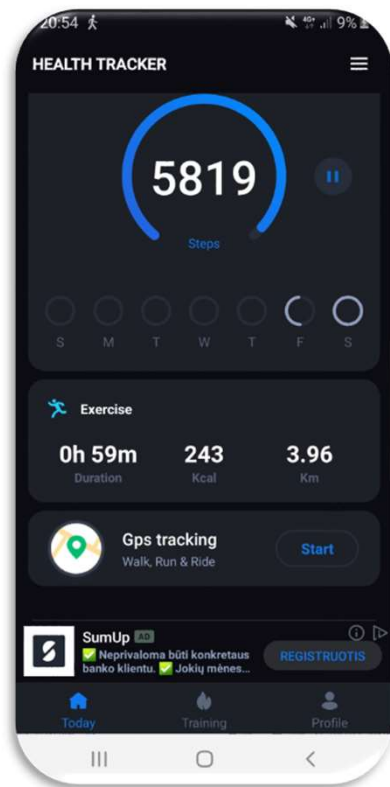 20:54 9%
HEALTH TRACKER
5819
Steps
S M T W T F S
Exercise
0h 59m 243 3.96
Duration Kcal Km
Gps tracking
Walk, Run & Ride
Start
SumUp AD
✅ Neprivaloma būti konkretaus
banko klientu. ✅ Jokių mėnes...
REGISTRUOTIS
Today Training Profile